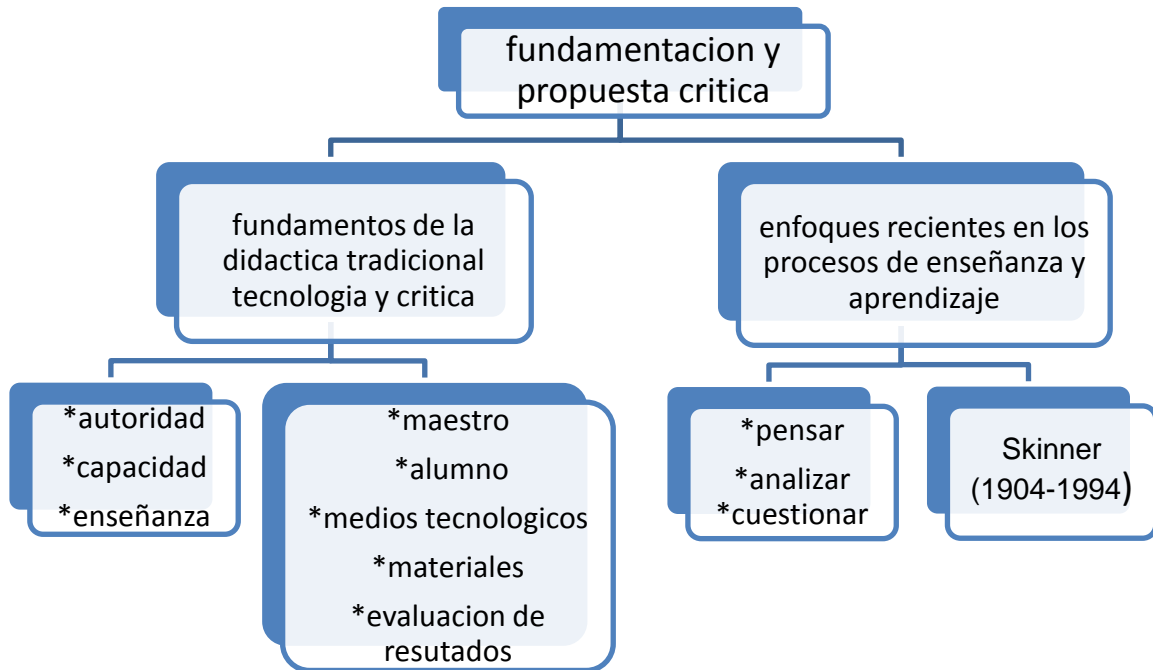 fundamentacion y
propuesta critica
fundamentos de la
didactica tradicional
tecnologia y critica
enfoques recientes en los
procesos de enseñanza y
aprendizaje
*autoridad
*capacidad
*enseñanza
*maestro
*alumno
*medios tecnologicos
*materiales
*evaluacion de
resutados
*pensar
*analizar
*cuestionar
Skinner
(1904-1994)